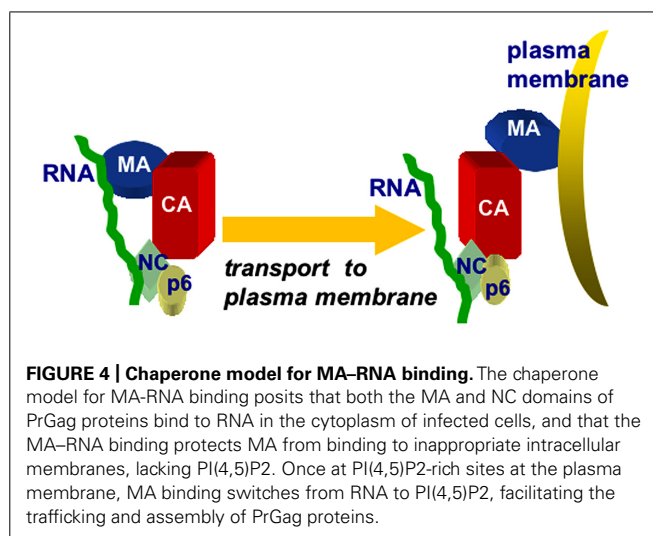 plasma
membrane
MA
MA
RNA
RNA
CA
CA
NC
p6
transport to
plasma membrane
NC
p6
FIGURE 4 | Chaperone model for MA–RNA binding. The chaperone
model for MA-RNA binding posits that both the MA and NC domains of
PrGag proteins bind to RNA in the cytoplasm of infected cells, and that the
MA–RNA binding protects MA from binding to inappropriate intracellular
membranes, lacking PI(4,5)P2. Once at PI(4,5)P2-rich sites at the plasma
membrane, MA binding switches from RNA to PI(4,5)P2, facilitating the
trafficking and assembly of PrGag proteins.